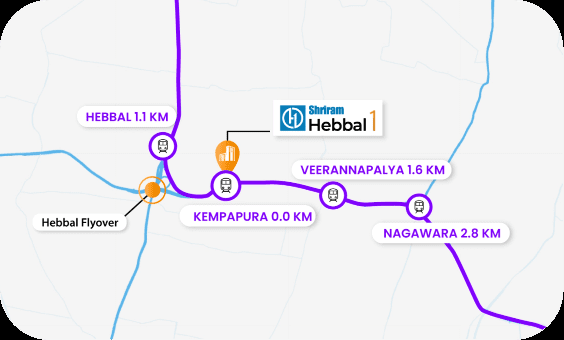 Shriram
Hebbal 1
HEBBAL 1.1 KM
VEERANNAPALYA 1.6 KM
KEMPAPURA 0.0 KM
Hebbal Flyover
NAGAWARA 2.8 KM